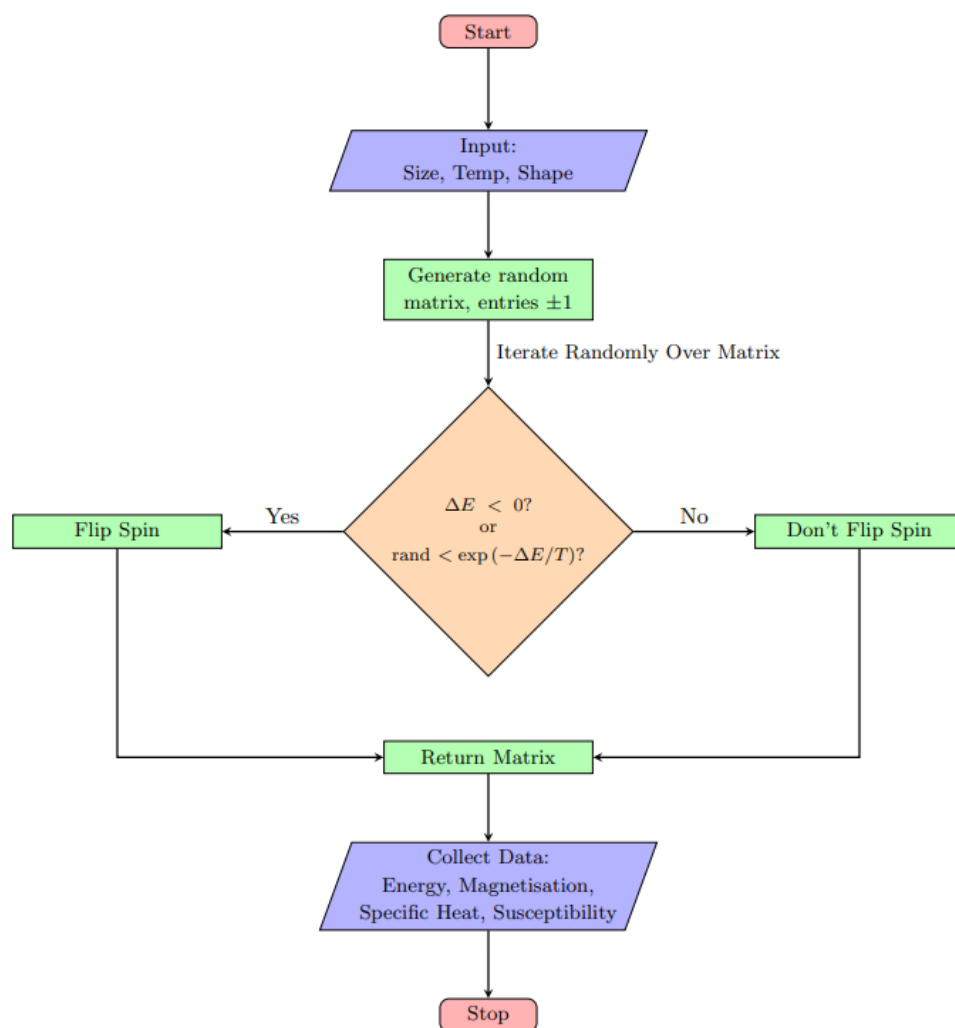 Start
Input:
Size, Temp, Shape
Generate random
matrix, entries ±1
Iterate Randomly Over Matrix
ΔE < 0?
or
rand < exp (−ΔE/T)?
Yes
No
Flip Spin
Don't Flip Spin
Return Matrix
Collect Data:
Energy, Magnetisation,
Specific Heat, Susceptibility
Stop